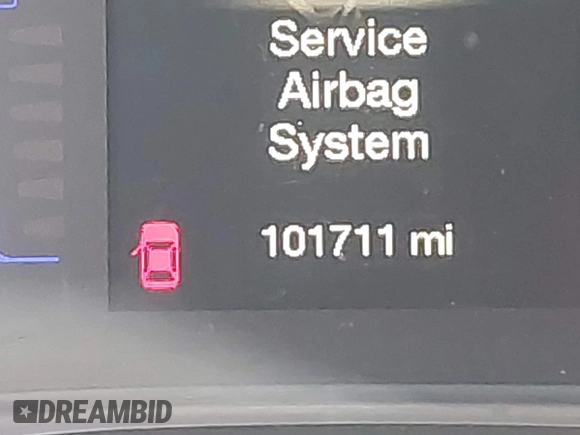 Service
Airbag
System
101711 mi
DREAMBID